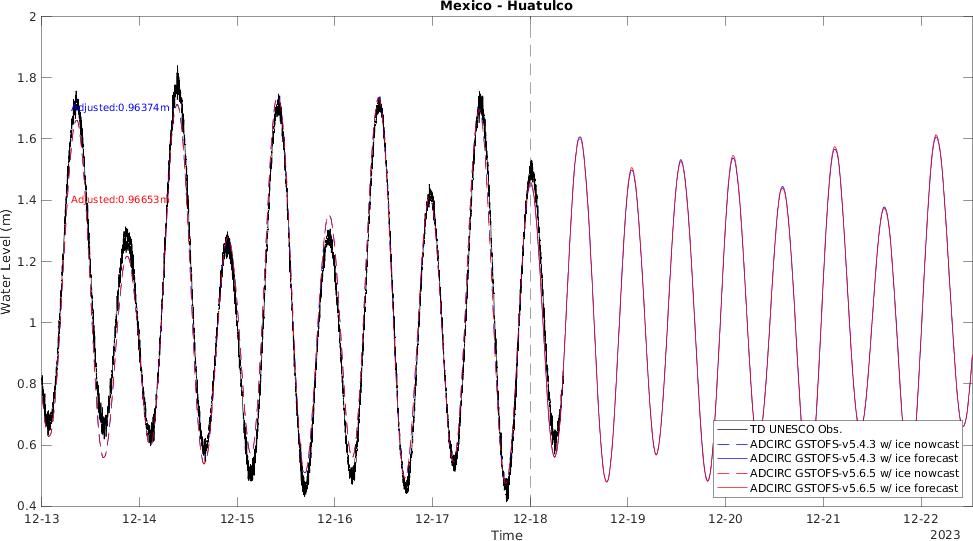 Mexico - Huatulco
2
1.8
1.6
1.4
1.2
1
0.8
0.6
0.4
Water Level (m)
Adjusted:0.96374m
Adjusted:0.96653m
TD UNESCO Obs.
ADCIRC GSTOFS-v5.4.3 w/ ice nowcast
ADCIRC GSTOFS-v5.4.3 w/ ice forecast
ADCIRC GSTOFS-v5.6.5 w/ ice nowcast
ADCIRC GSTOFS-v5.6.5 w/ ice forecast
12-13 12-14 12-15 12-16 12-17 12-18 12-19 12-20 12-21 12-22
Time
2023